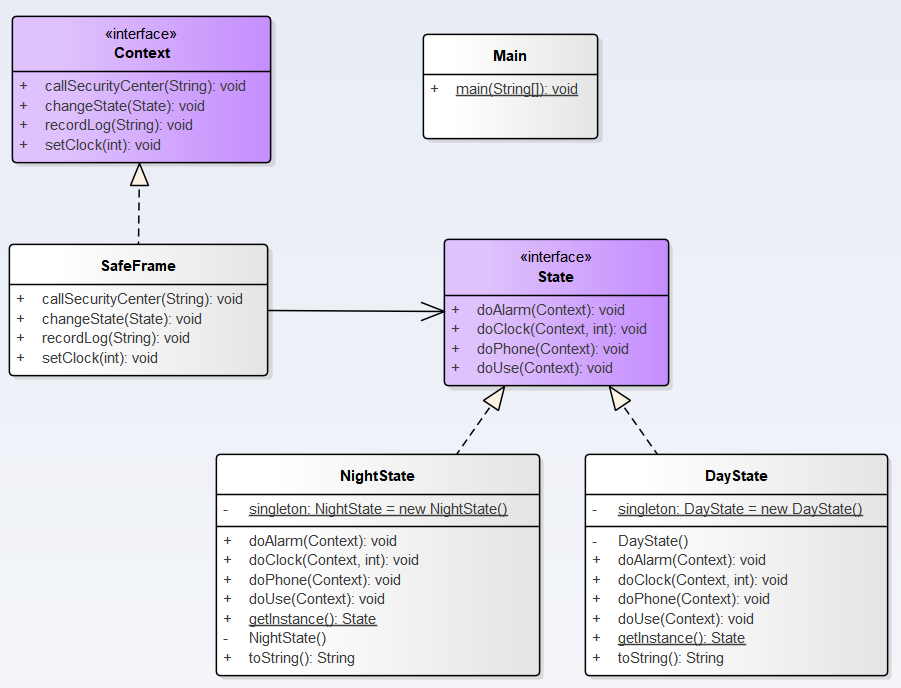 «interface»
Context
+ callSecurityCenter(String): void
+ changeState(State): void
+ recordLog(String): void
+ setClock(int): void
Main
+ main(String[]): void
SafeFrame
+ callSecurityCenter(String): void
+ changeState(State): void
+ recordLog(String): void
+ setClock(int): void
«interface»
State
+ doAlarm(Context): void
+ doClock(Context, int): void
+ doPhone(Context): void
+ doUse(Context): void
NightState
- singleton: NightState = new NightState()
+ doAlarm(Context): void
+ doClock(Context, int): void
+ doPhone(Context): void
+ doUse(Context): void
+ getInstance(): State
- NightState()
+ toString(): String
DayState
- singleton: DayState = new DayState()
- DayState()
+ doAlarm(Context): void
+ doClock(Context, int): void
+ doPhone(Context): void
+ doUse(Context): void
+ getInstance(): State
+ toString(): String